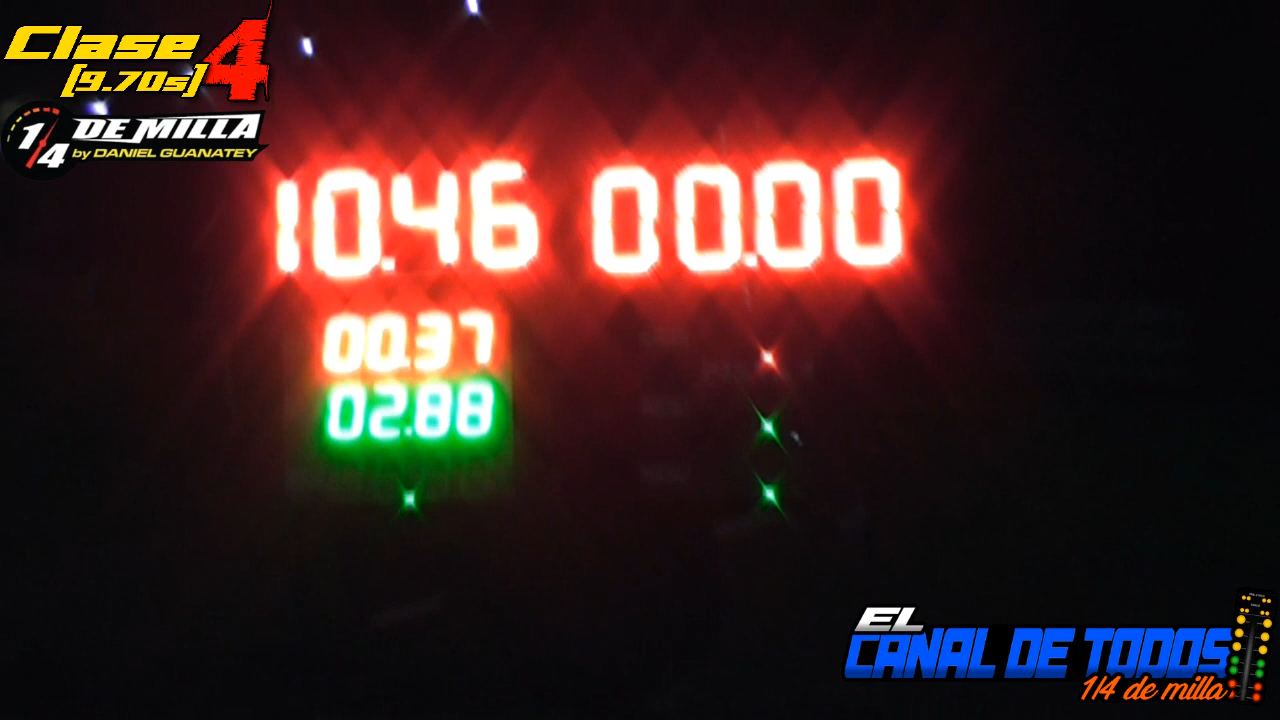 Clase 4
[9.70s]
1/4 DE MILLA
by DANIEL GUANATEY
10.46 00.00
00.37
02.88
EL
CANAL DE TODOS
1/4 de milla